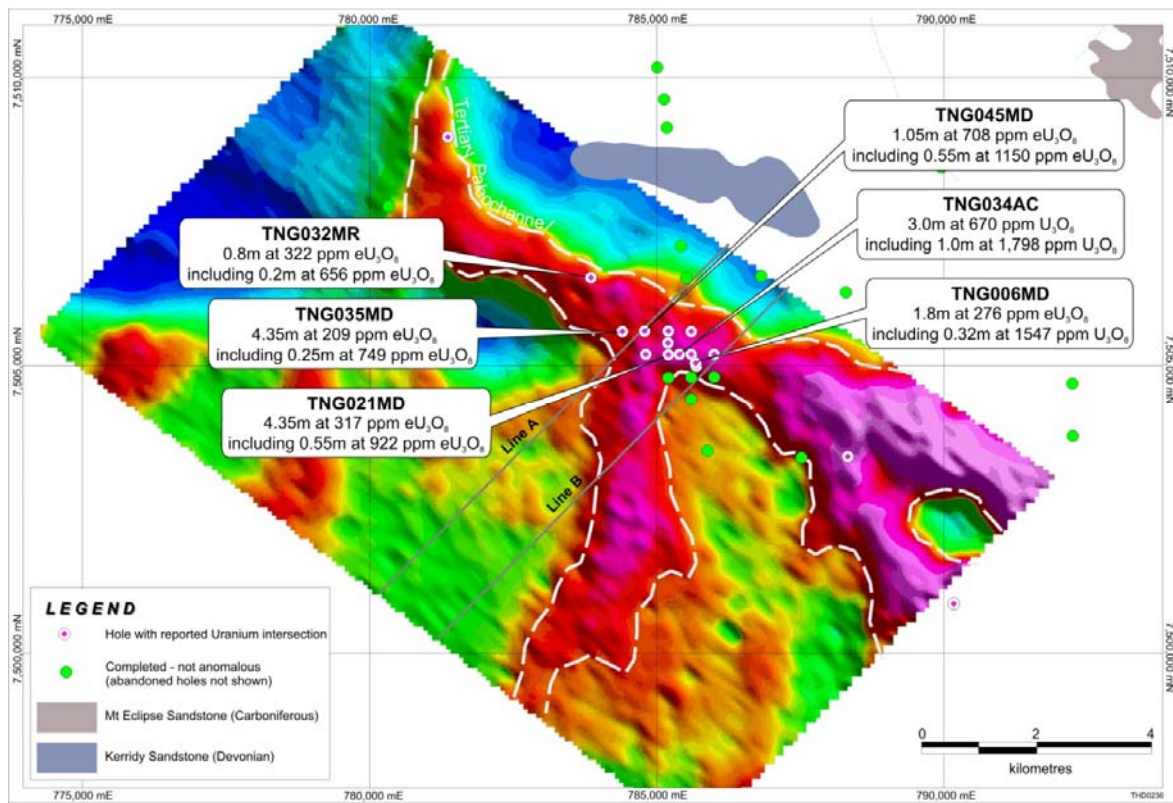 775,000 mE
780,000 mE
785,000 mE
790,000 mE
7,510,000 mN
7,510,000 mN
Tertiary Palaeochannel
TNG045MD
1.05m at 708 ppm eU₃O₈
including 0.55m at 1150 ppm eU₃O₈
TNG034AC
3.0m at 670 ppm U₃O₈
including 1.0m at 1,798 ppm U₃O₈
TNG032MR
0.8m at 322 ppm eU₃O₈
including 0.2m at 656 ppm eU₃O₈
TNG006MD
1.8m at 276 ppm eU₃O₈
including 0.32m at 1547 ppm U₃O₈
TNG035MD
4.35m at 209 ppm eU₃O₈
including 0.25m at 749 ppm eU₃O₈
7,505,000 mN
7,505,000 mN
TNG021MD
4.35m at 317 ppm eU₃O₈
including 0.55m at 922 ppm eU₃O₈
Line A
Line B
7,500,000 mN
7,500,000 mN
LEGEND
Hole with reported Uranium intersection
Completed - not anomalous
(abandoned holes not shown)
Mt Eclipse Sandstone (Carboniferous)
Kerridy Sandstone (Devonian)
0 2 4
kilometres
775,000 mE
780,000 mE
785,000 mE
790,000 mE
THD0236